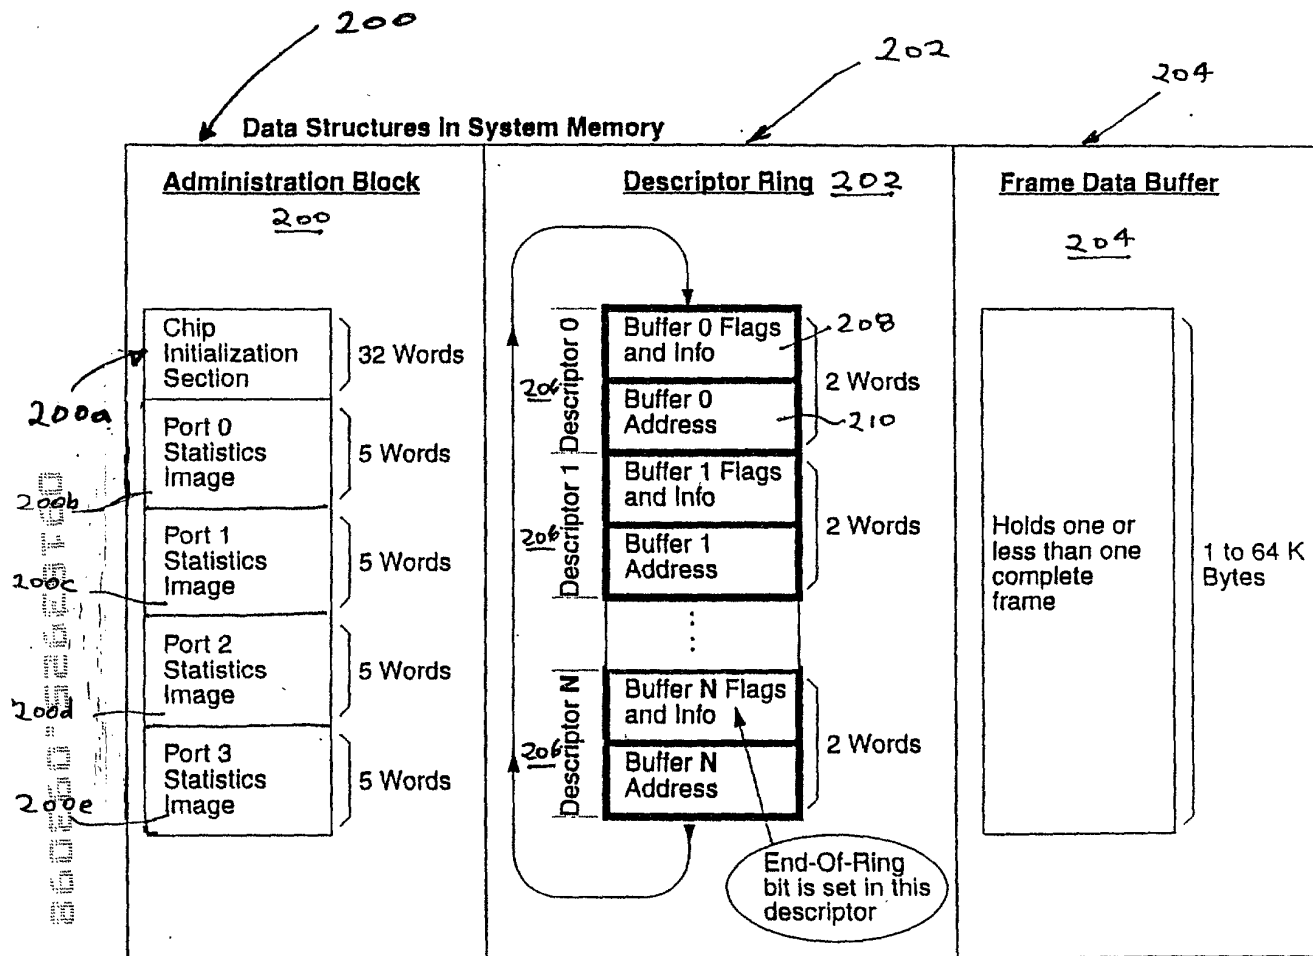 200
202
204
Data Structures in System Memory
Administration Block
200
Descriptor Ring 202
Frame Data Buffer
204
Chip
Initialization
Section
32 Words
200a
Port 0
Statistics
Image
5 Words
200b
Port 1
Statistics
Image
5 Words
200c
Port 2
Statistics
Image
5 Words
200d
Port 3
Statistics
Image
5 Words
200e
Descriptor 0
206
Buffer 0 Flags
and Info
208
2 Words
Buffer 0
Address
210
Descriptor 1
206
Buffer 1 Flags
and Info
2 Words
Buffer 1
Address
Descriptor N
206
Buffer N Flags
and Info
2 Words
Buffer N
Address
End-Of-Ring
bit is set in this
descriptor
Holds one or
less than one
complete
frame
1 to 64 K
Bytes